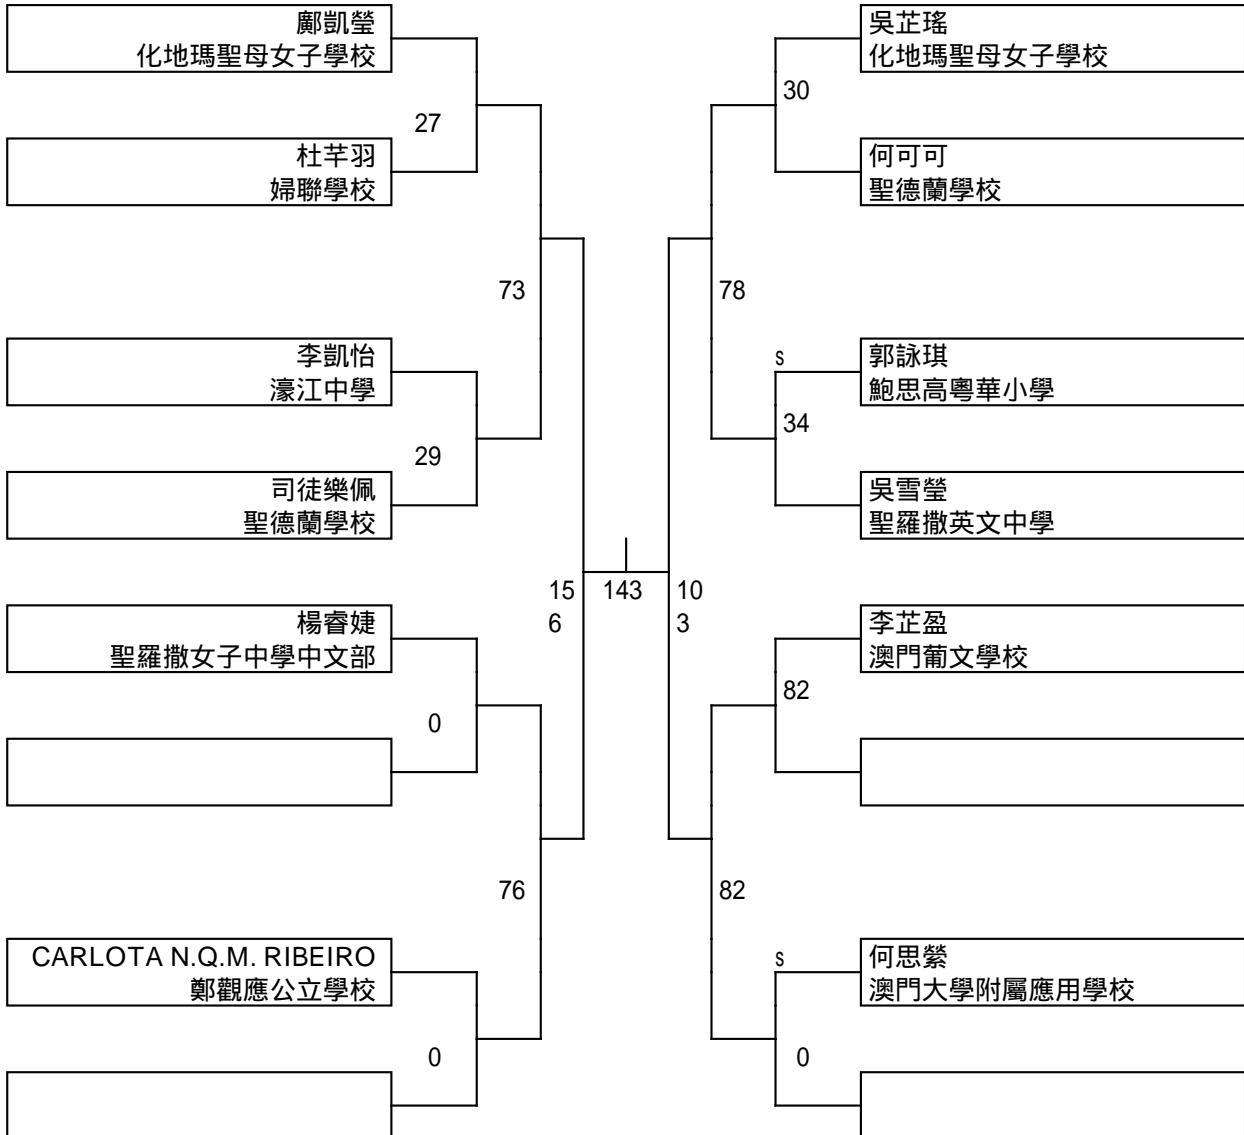 鄺凱瑩
化地瑪聖母女子學校
27
杜芊羽
婦聯學校
73
李凱怡
濠江中學
29
司徒樂佩
聖德蘭學校
15
6
楊睿婕
聖羅撒女子中學中文部
0
76
CARLOTA N.Q.M. RIBEIRO
鄭觀應公立學校
0
143
吳芷瑤
化地瑪聖母女子學校
30
何可可
聖德蘭學校
78
s
郭詠琪
鮑思高粵華小學
34
吳雪瑩
聖羅撒英文中學
10
3
李芷盈
澳門葡文學校
82
82
s
何思縈
澳門大學附屬應用學校
0